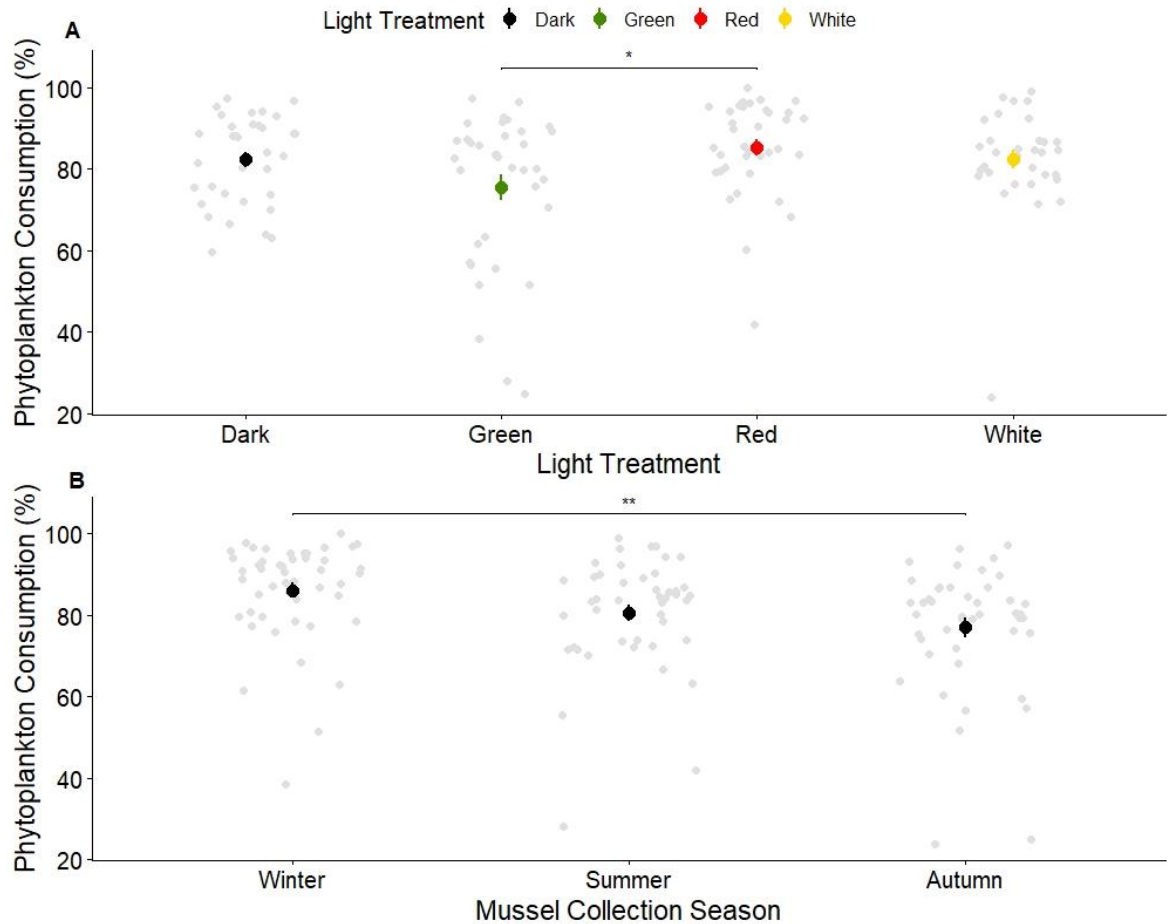 A
Light Treatment Dark Green Red White
*
Phytoplankton Consumption (%)
100
80
60
40
20
Dark Green Red White
Light Treatment
B
**
Phytoplankton Consumption (%)
100
80
60
40
20
Winter Summer Autumn
Mussel Collection Season